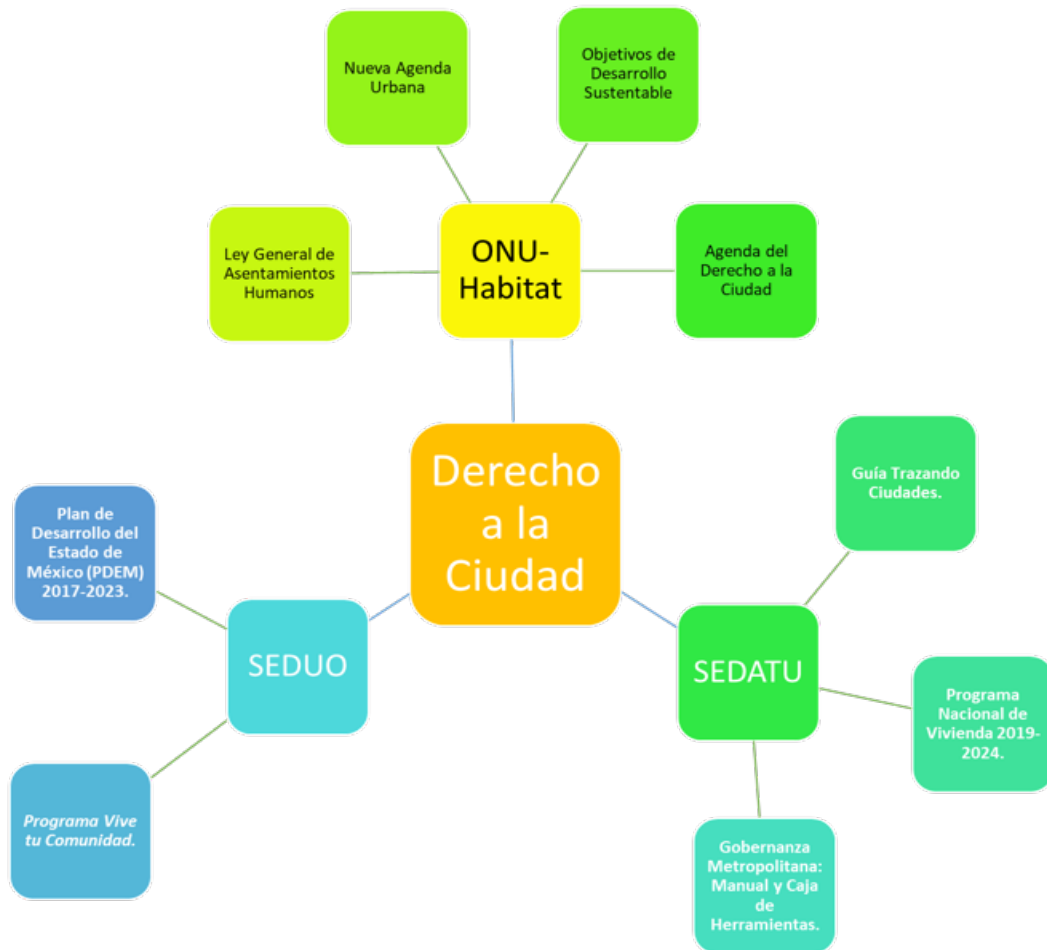 Nueva Agenda
Urbana
Objetivos de
Desarrollo
Sustentable
Ley General de
Asentamientos
Humanos
ONU-
Habitat
Agenda del
Derecho a la
Ciudad
Derecho
a la
Ciudad
Guía Trazando
Ciudades.
Plan de
Desarrollo del
Estado de
México (PDEM)
2017-2023.
SEDUO
SEDATU
Programa
Nacional de
Vivienda 2019-
2024.
Programa Vive
tu Comunidad.
Gobernanza
Metropolitana:
Manual y Caja
de
Herramientas.